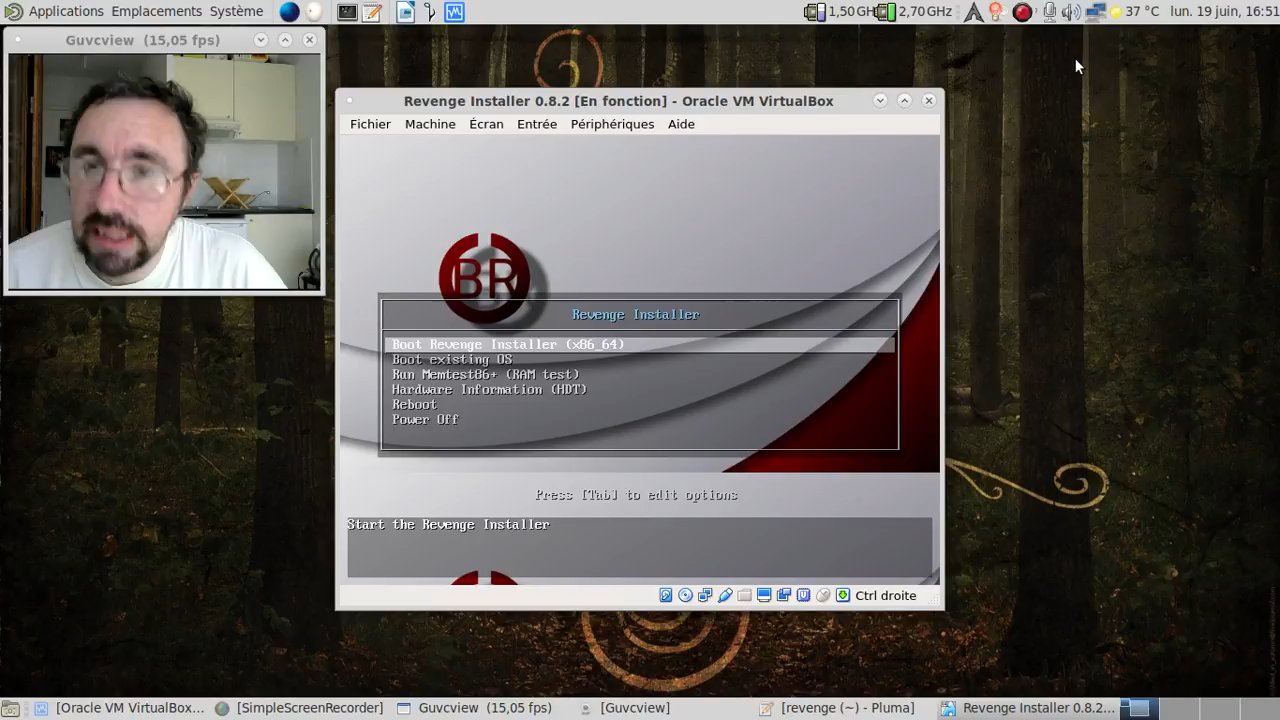 Applications Emplacements Système
1,50 GH
2,70 GHz
37 °C lun. 19 juin, 16:51
Guvcview (15,05 fps)
Revenge Installer 0.8.2 [En fonction] - Oracle VM VirtualBox
Fichier Machine Écran Entrée Périphériques Aide
BR
Revenge Installer
Boot Revenge Installer (x86_64)
Boot existing OS
Run Memtest86+ (RAM test)
Hardware Information (HDT)
Reboot
Power Off
Press [Tab] to edit options
Start the Revenge Installer
Ctrl droite
[Oracle VM VirtualBox... [SimpleScreenRecorder] Guvcview (15,05 fps) [Guvcview] [revenge (~) - Pluma] Revenge Installer 0.8.2...